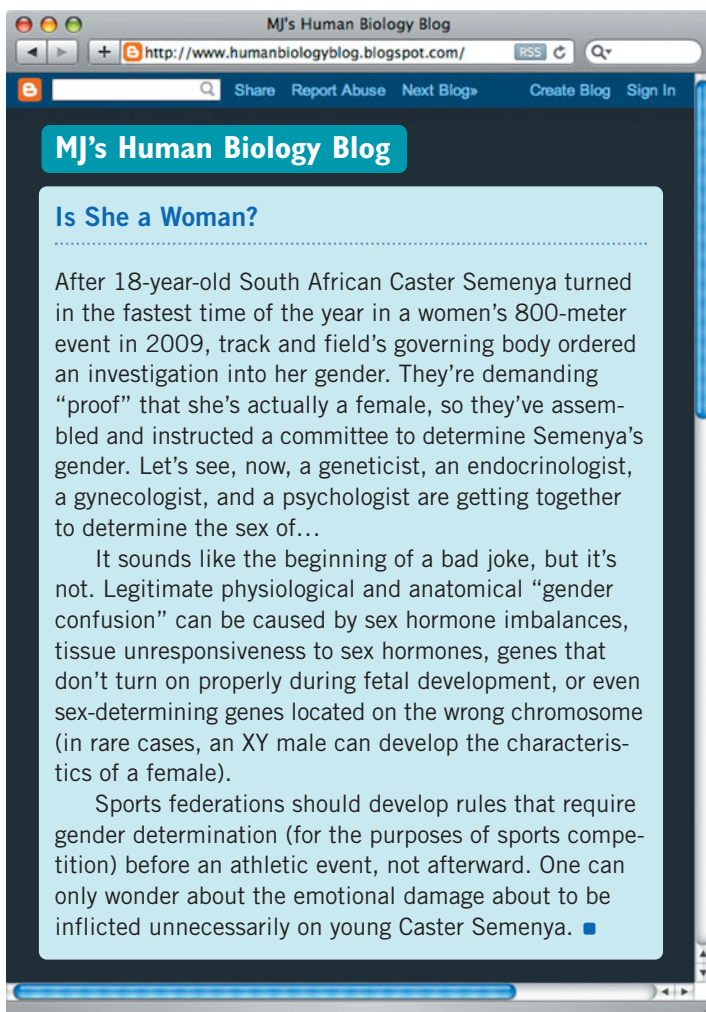 MJ's Human Biology Blog
http://www.humanbiologyblog.blogspot.com/ RSS
Share Report Abuse Next Blog» Create Blog Sign In
MJ’s Human Biology Blog
Is She a Woman?
After 18-year-old South African Caster Semenya turned
in the fastest time of the year in a women’s 800-meter
event in 2009, track and field’s governing body ordered
an investigation into her gender. They’re demanding
“proof” that she’s actually a female, so they’ve assem-
bled and instructed a committee to determine Semenya’s
gender. Let’s see, now, a geneticist, an endocrinologist,
a gynecologist, and a psychologist are getting together
to determine the sex of…
It sounds like the beginning of a bad joke, but it’s
not. Legitimate physiological and anatomical “gender
confusion” can be caused by sex hormone imbalances,
tissue unresponsiveness to sex hormones, genes that
don’t turn on properly during fetal development, or even
sex-determining genes located on the wrong chromosome
(in rare cases, an XY male can develop the characteris-
tics of a female).
Sports federations should develop rules that require
gender determination (for the purposes of sports compe-
tition) before an athletic event, not afterward. One can
only wonder about the emotional damage about to be
inflicted unnecessarily on young Caster Semenya.